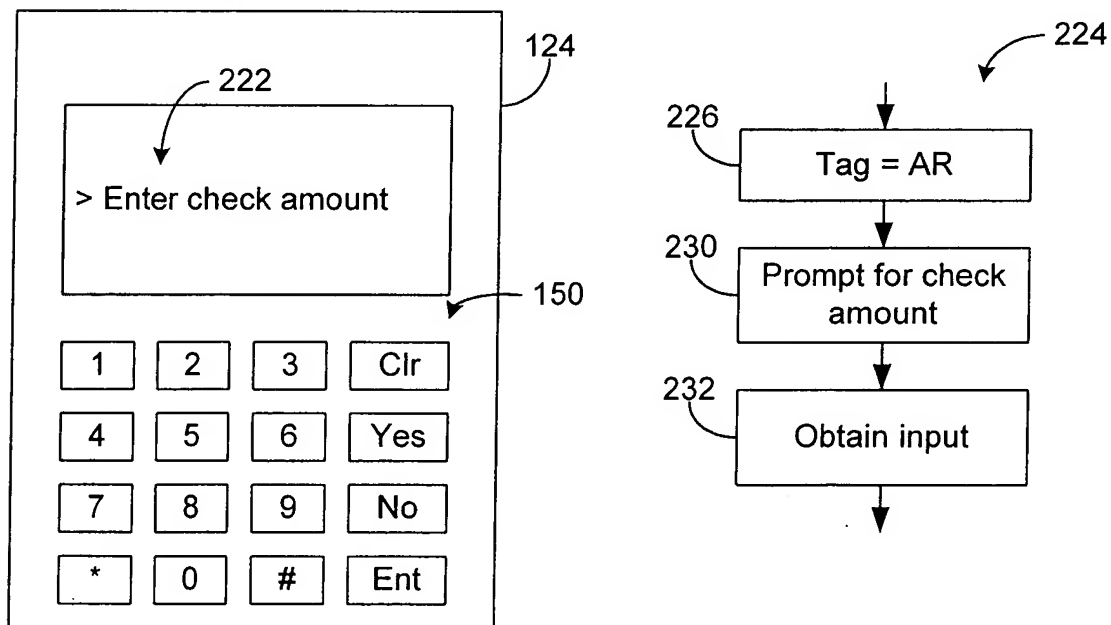 124
222
> Enter check amount
150
1 2 3 Clr
4 5 6 Yes
7 8 9 No
* 0 # Ent
224
226
Tag = AR
230
Prompt for check
amount
232
Obtain input